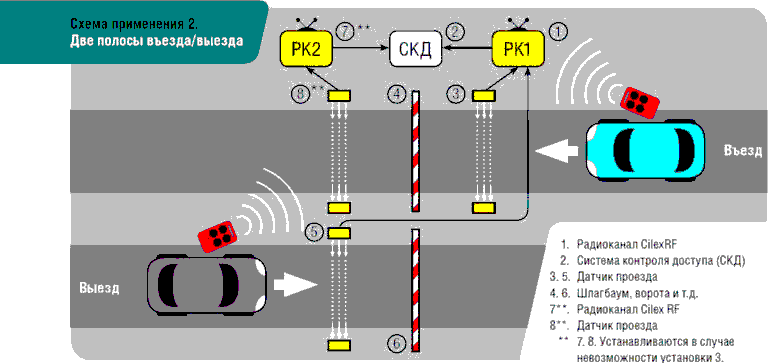 Схема применения 2.
Две полосы въезда/выезда
РК2
7**
СКД
2
РК1
1
8**
4
3
Въезд
5
Выезд
6
1. Радиоканал CilexRF
2. Система контроля доступа (СКД)
3. 5. Датчик проезда
4. 6. Шлагбаум, ворота и т.д.
7**. Радиоканал Cilex RF
8**. Датчик проезда
** 7. 8. Устанавливаются в случае
невозможности установки 3.